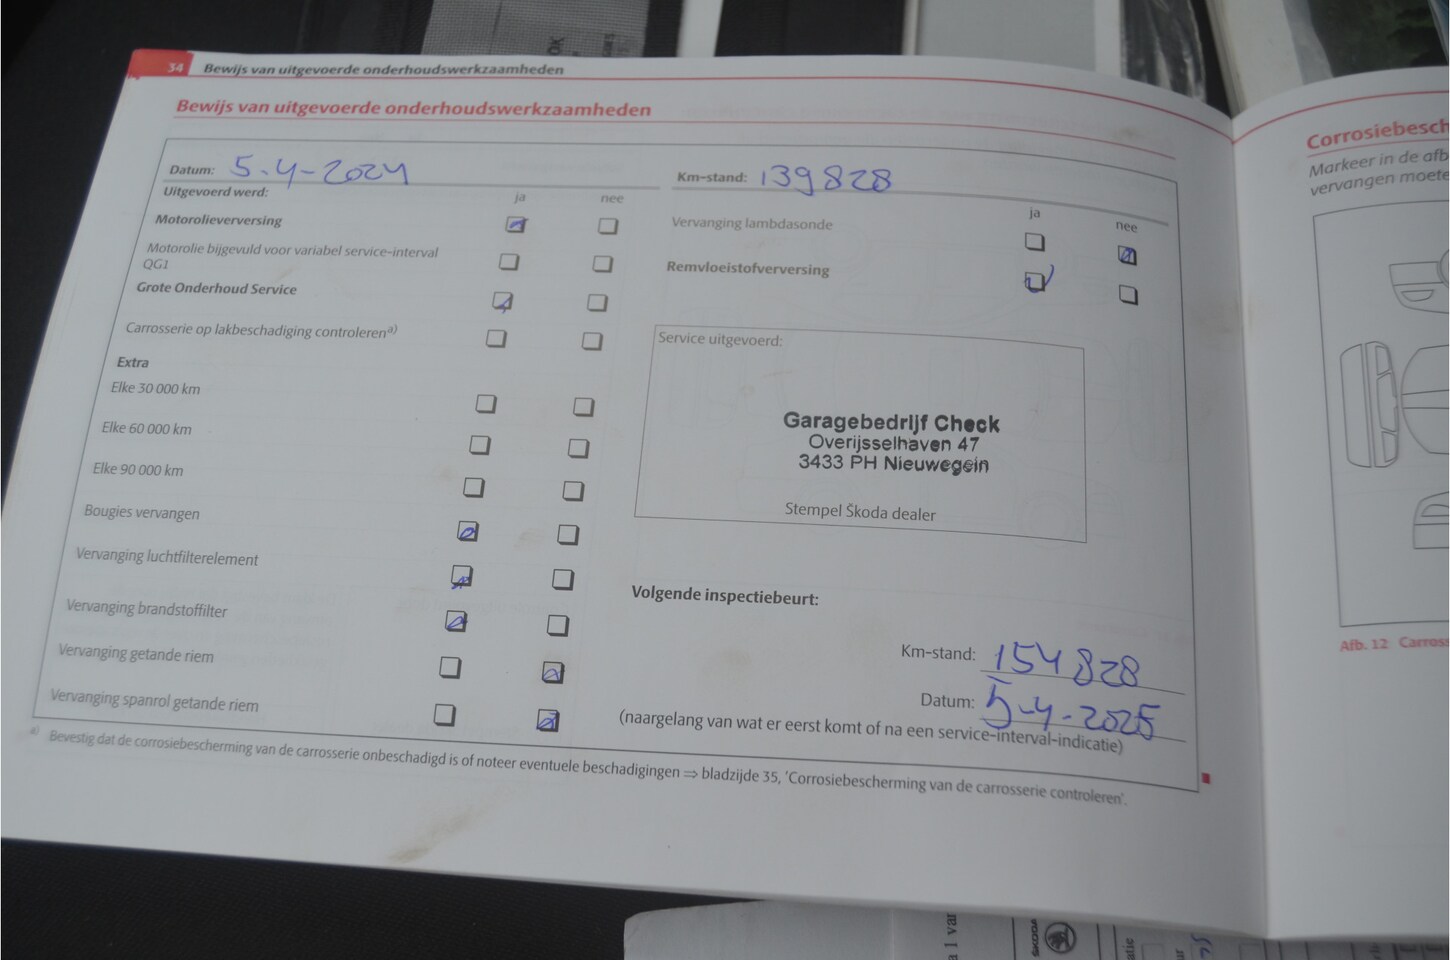 34 Bewijs van uitgevoerde onderhoudswerkzaamheden
Bewijs van uitgevoerde onderhoudswerkzaamheden
Datum: 5-4-2024
Uitgevoerd werd:
ja nee
Motorolieverversing
Motorolie bijgevuld voor variabel service-interval
QG1
Grote Onderhoud Service
Carrosserie op lakbeschadiging controleren a)
Extra
Elke 30 000 km
Elke 60 000 km
Elke 90 000 km
Bougies vervangen
Vervanging luchtfilterelement
Vervanging brandstoffilter
Vervanging getande riem
Vervanging spanrol getande riem
Km-stand: 139828
ja nee
Vervanging lambdasonde
Remvloeistofverversing
Service uitgevoerd:
Garagebedrijf Check
Overijsselhaven 47
3433 PH Nieuwegein
Stempel Škoda dealer
Volgende inspectiebeurt:
Km-stand: 154828
Datum: 5-4-2025
(naargelang van wat er eerst komt of na een service-interval-indicatie)
a) Bevestig dat de corrosiebescherming van de carrosserie onbeschadigd is of noteer eventuele beschadigingen ⇒ bladzijde 35, 'Corrosiebescherming van de carrosserie controleren'.
Corrosiebesch
Markeer in de afb
vervangen moete
Afb. 12 Carross
a 1 van
SKODA